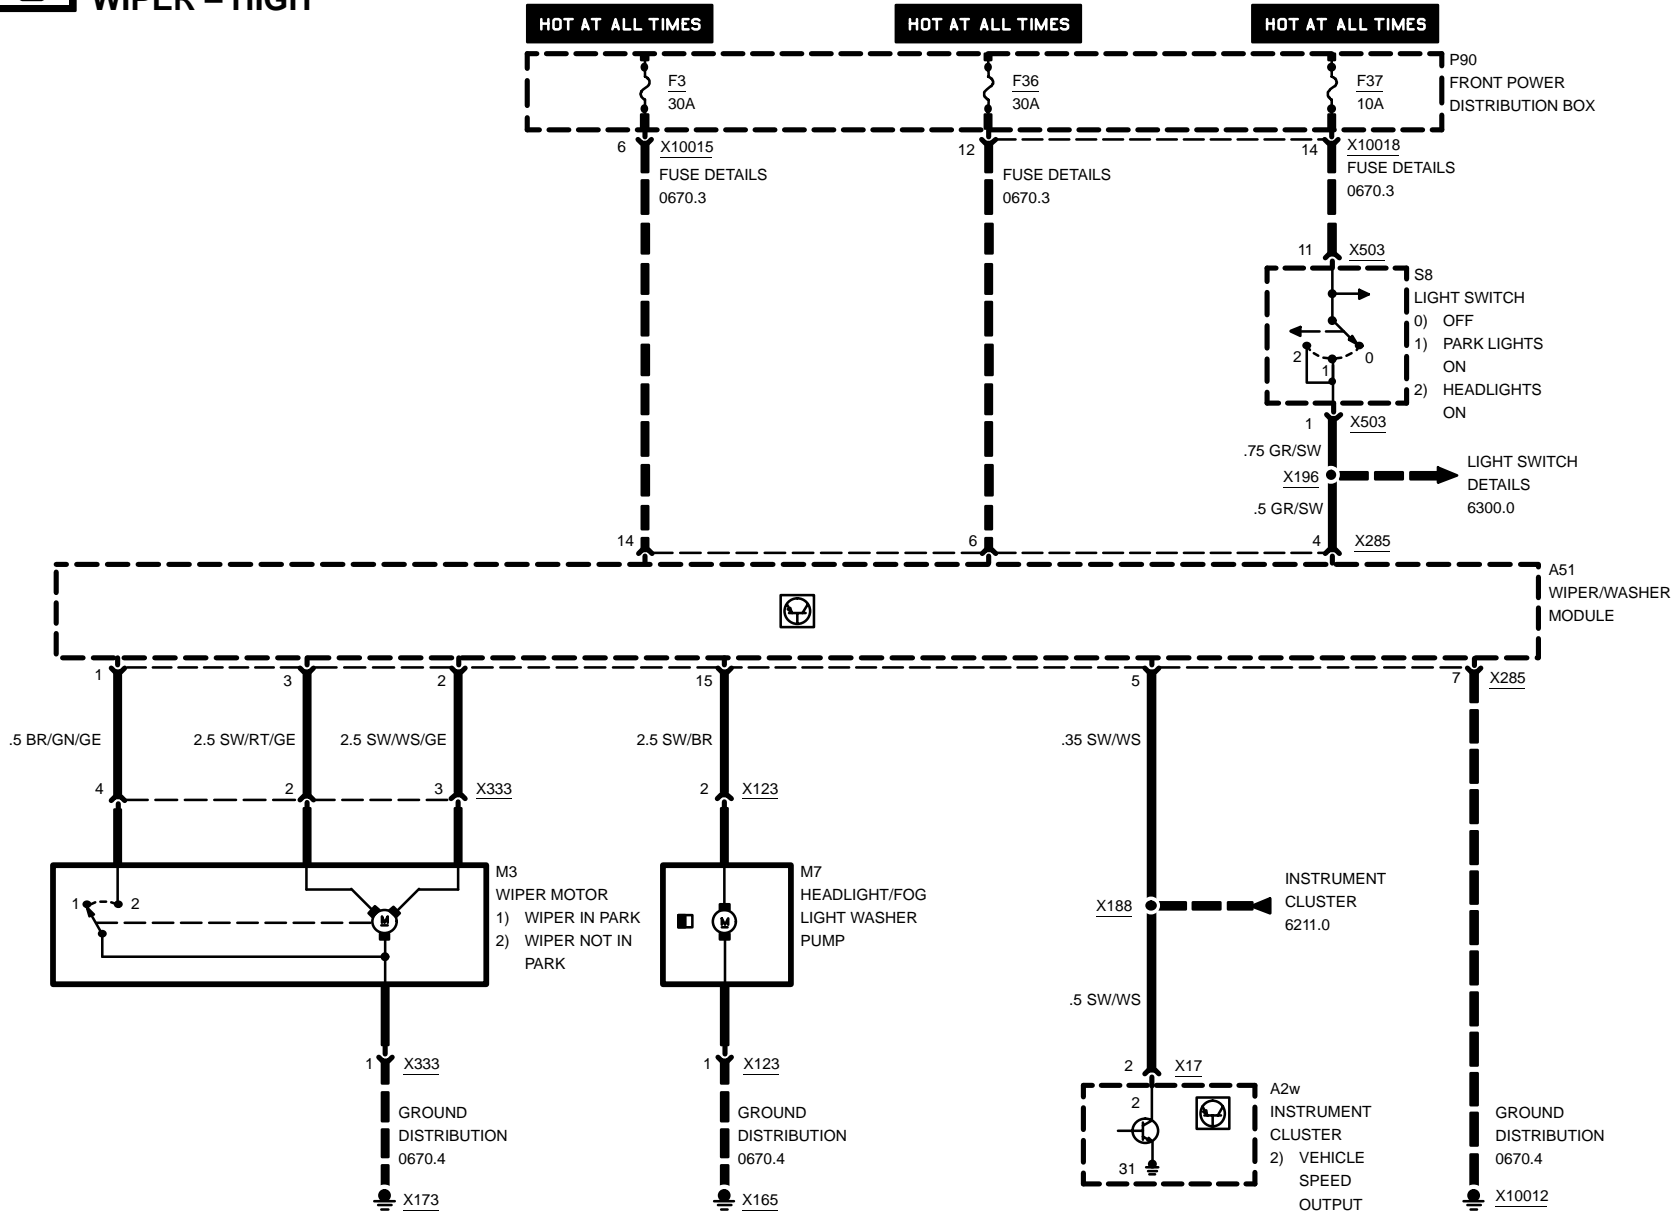 WIPER – HIGH
HOT AT ALL TIMES
HOT AT ALL TIMES
HOT AT ALL TIMES
F3
30A
F36
30A
F37
10A
P90
FRONT POWER
DISTRIBUTION BOX
6
X10015
FUSE DETAILS
0670.3
12
FUSE DETAILS
0670.3
14
X10018
FUSE DETAILS
0670.3
11
X503
S8
LIGHT SWITCH
0) OFF
1) PARK LIGHTS
ON
2) HEADLIGHTS
ON
2
1
0
1
X503
.75 GR/SW
X196
LIGHT SWITCH
DETAILS
6300.0
.5 GR/SW
14
6
4
X285
A51
WIPER/WASHER
MODULE
1
3
2
15
5
7
X285
.5 BR/GN/GE
2.5 SW/RT/GE
2.5 SW/WS/GE
2.5 SW/BR
.35 SW/WS
4
2
3
X333
2
X123
1
2
M
M3
WIPER MOTOR
1) WIPER IN PARK
2) WIPER NOT IN
PARK
M
M7
HEADLIGHT/FOG
LIGHT WASHER
PUMP
X188
INSTRUMENT
CLUSTER
6211.0
.5 SW/WS
1
X333
1
X123
2
X17
GROUND
DISTRIBUTION
0670.4
X173
GROUND
DISTRIBUTION
0670.4
X165
2
31
A2w
INSTRUMENT
CLUSTER
2) VEHICLE
SPEED
OUTPUT
GROUND
DISTRIBUTION
0670.4
X10012